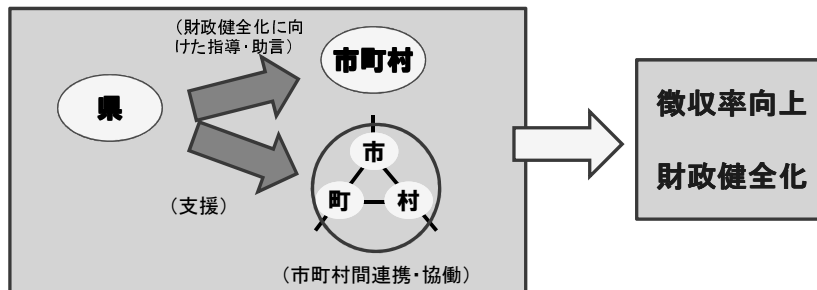 （財政健全化に向
けた指導・助言）
市町村
県
徴収率向上
市
財政健全化
町
村
（支援）
（市町村間連携・協働）